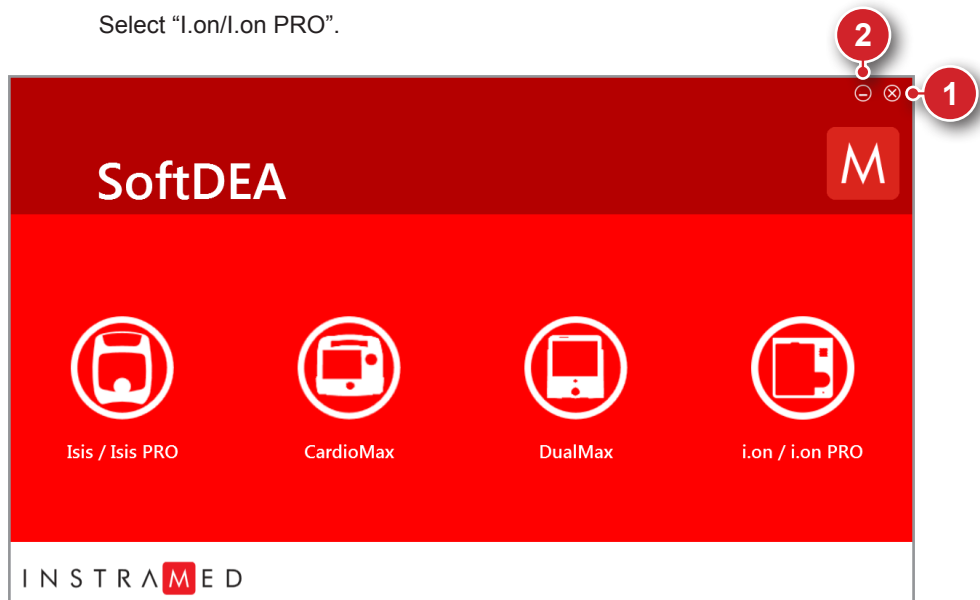 Select “I.on/I.on PRO”.
2
1
SoftDEA
M
Isis / Isis PRO
CardioMax
DualMax
i.on / i.on PRO
INSTRAMED